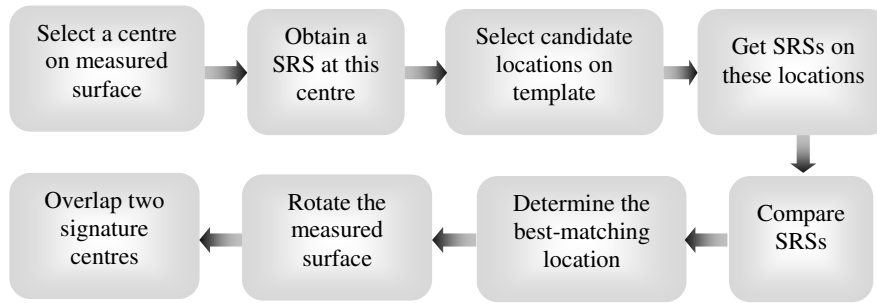 Select a centre
on measured
surface
Obtain a
SRS at this
centre
Select candidate
locations on
template
Get SRSs on
these locations
Compare
SRSs
Determine the
best-matching
location
Rotate the
measured
surface
Overlap two
signature
centres